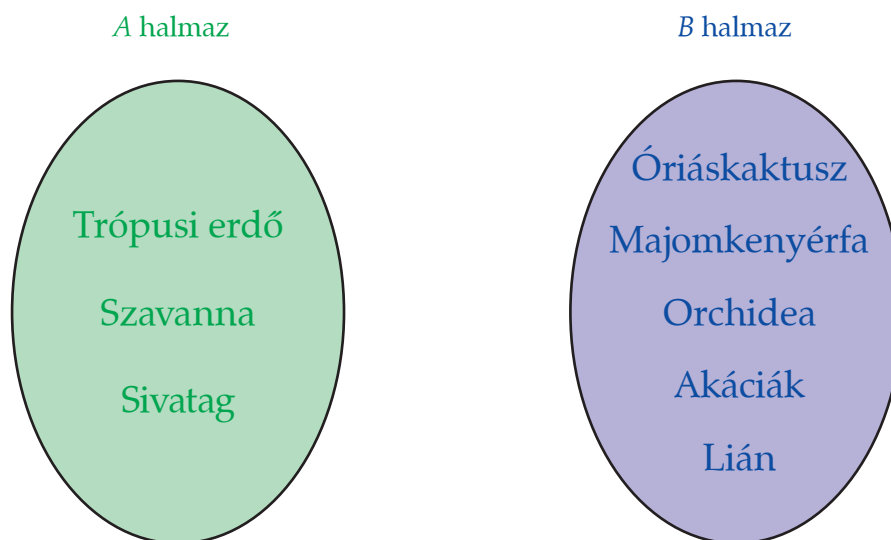 A halmaz
Trópusi erdő
Szavanna
Sivatag
B halmaz
Óriáskaktusz
Majomkenyérfa
Orchidea
Akáciák
Lián